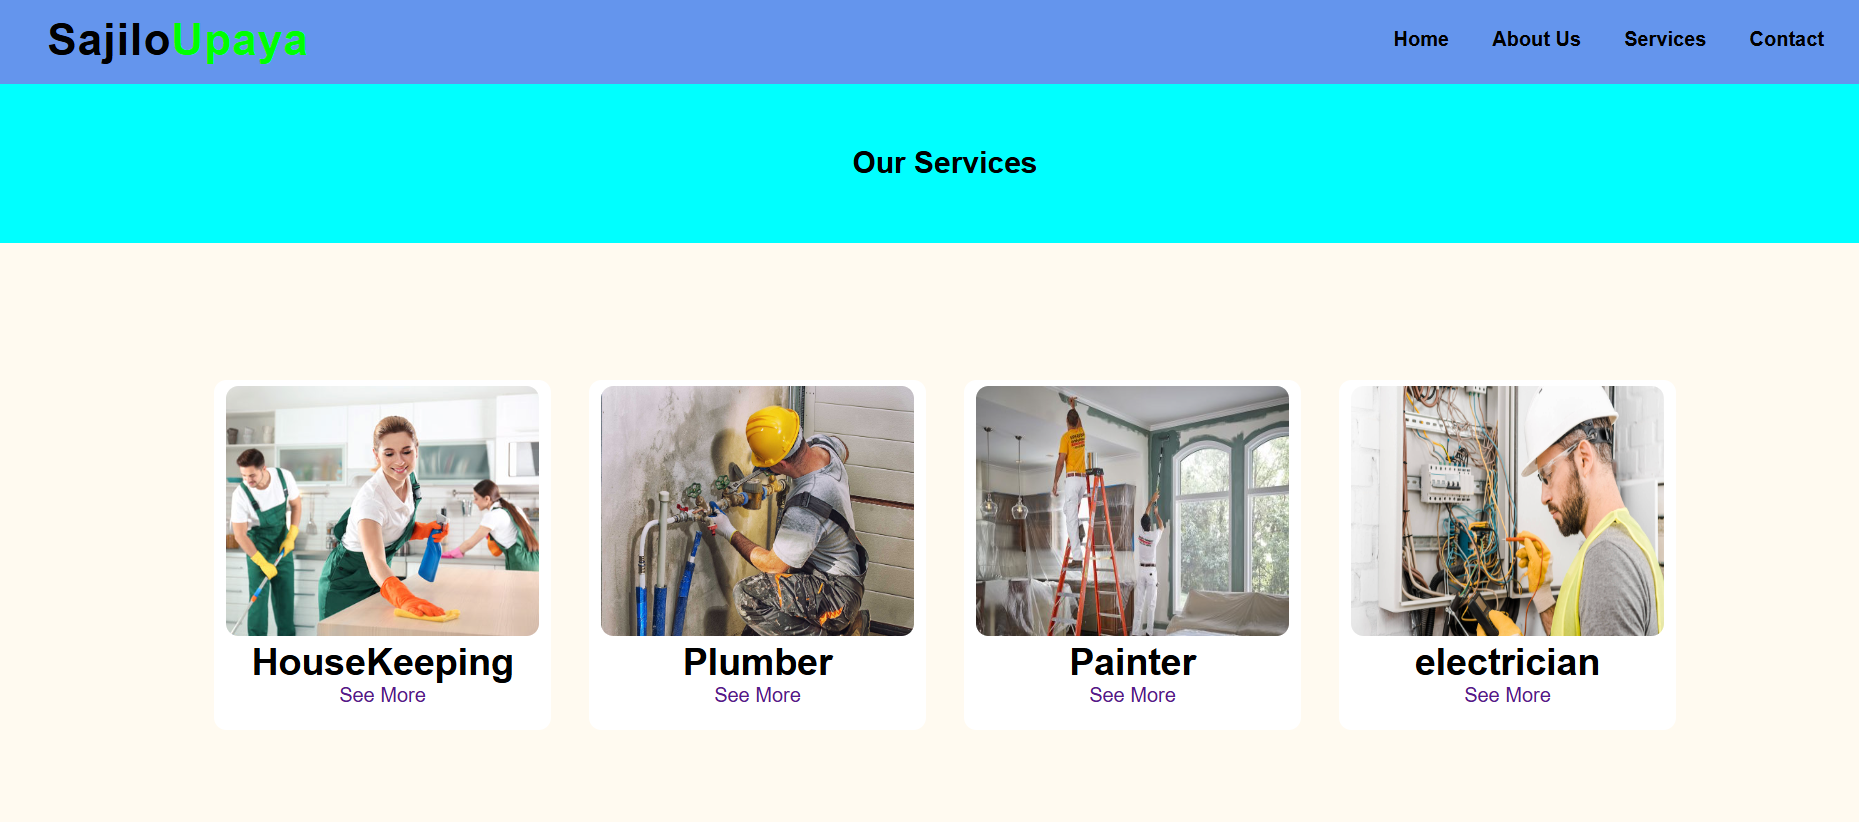 SajiloUpaya
Home About Us Services Contact
Our Services
HouseKeeping
See More
Plumber
See More
Painter
See More
electrician
See More